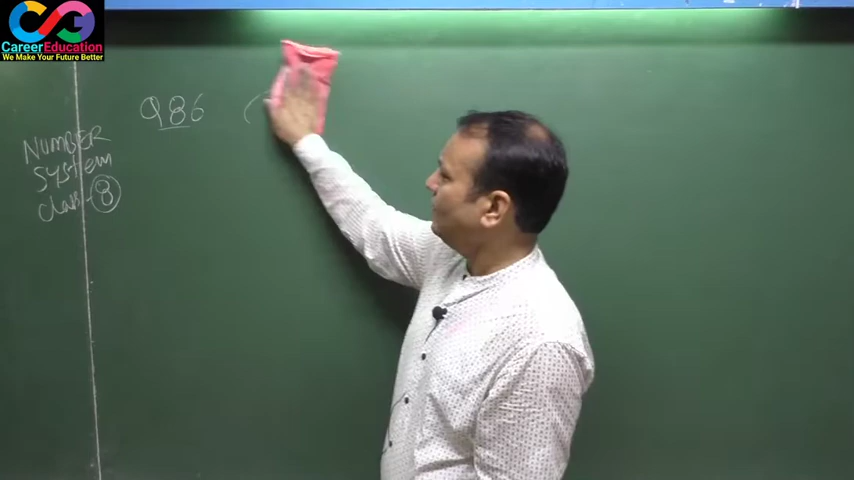 CareerEducation
We Make Your Future Better
986
NUMBER
System
Class - 8